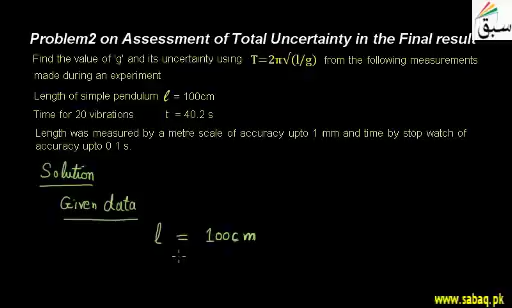 Problem2 on Assessment of Total Uncertainty in the Final result
سبق
Find the value of 'g' and its uncertainty using T=2π√(l/g) from the following measurements
made during an experiment
Length of simple pendulum ℓ = 100cm
Time for 20 vibrations t = 40.2 s
Length was measured by a metre scale of accuracy upto 1 mm and time by stop watch of
accuracy upto 0 1 s.
Solution
Given data
l = 100cm
www.sabaq.pk